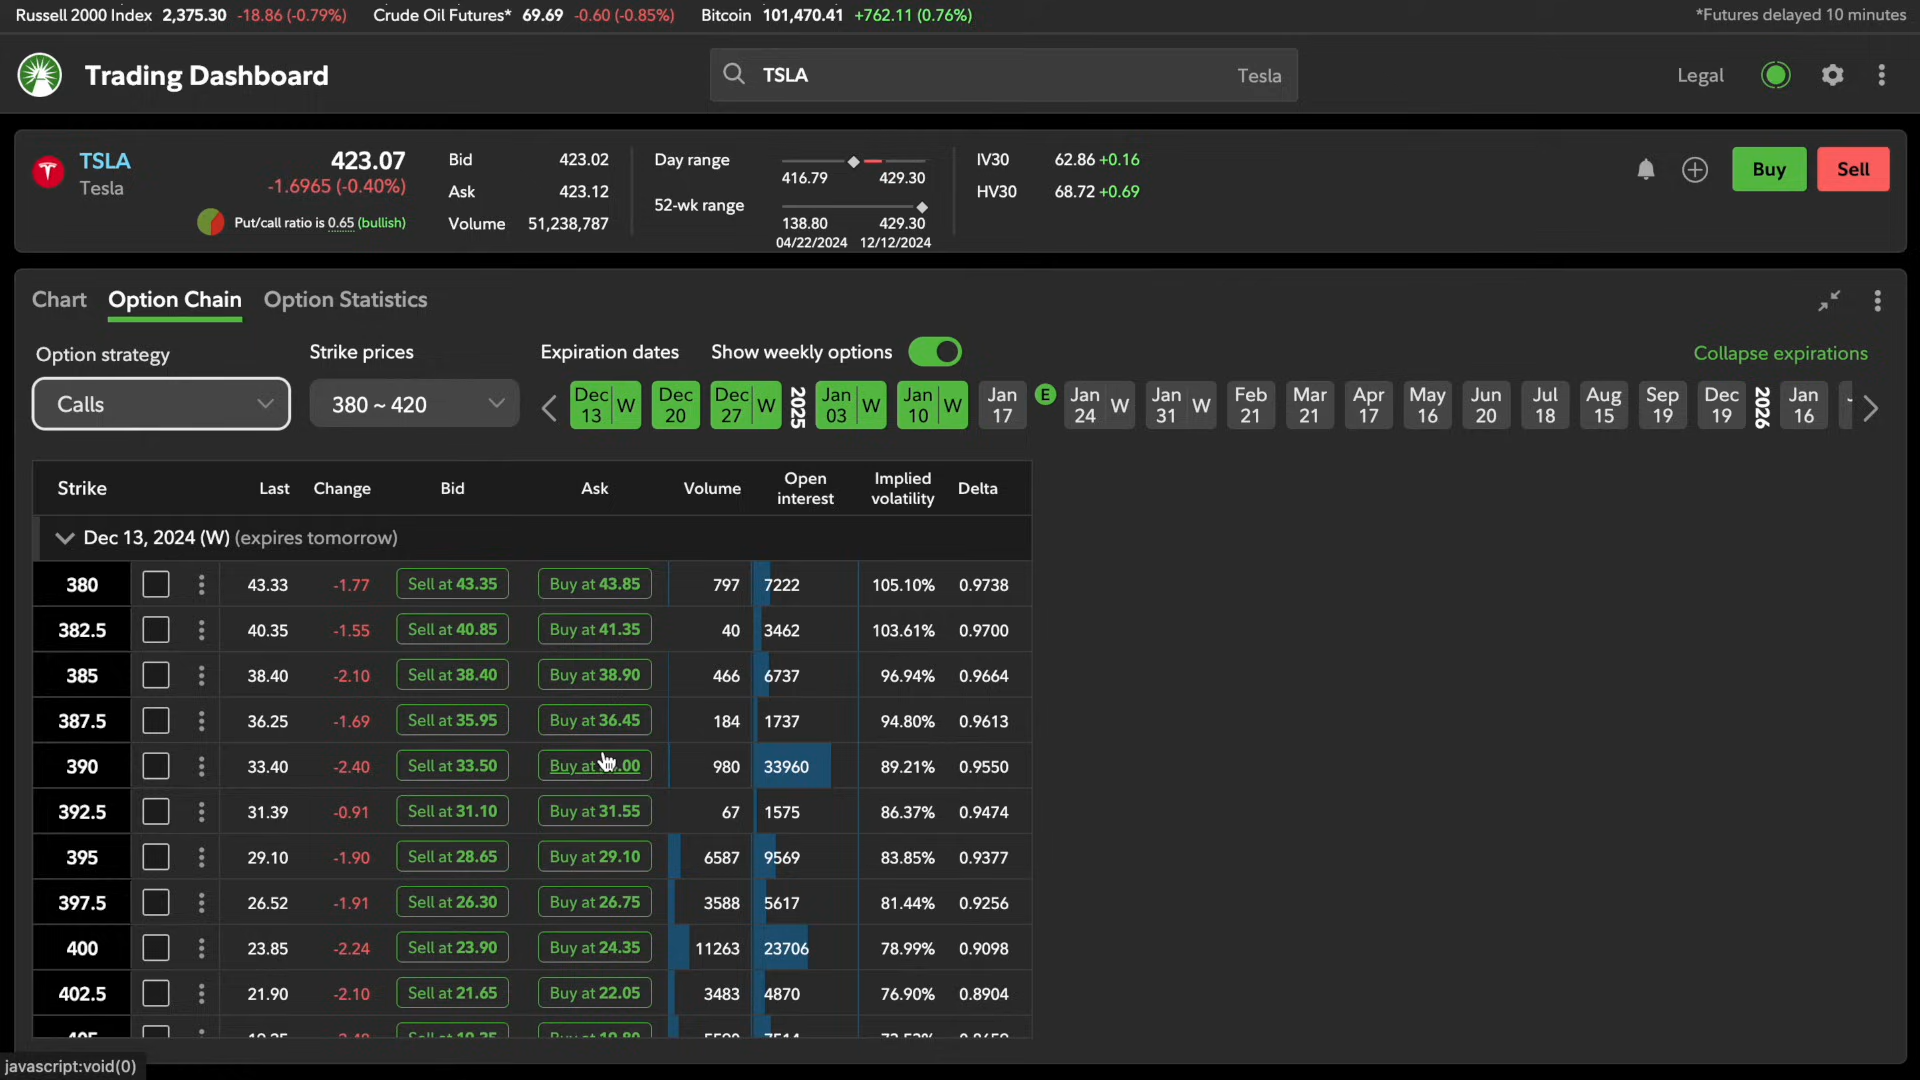 Russell 2000 Index 2,375.30 -18.86 (-0.79%) Crude Oil Futures* 69.69 -0.60 (-0.85%) Bitcoin 101,470.41 +762.11 (0.76%) *Futures delayed 10 minutes
Trading Dashboard TSLA Tesla Legal
TSLA 423.07 Bid 423.02 Day range IV30 62.86 +0.16 Buy Sell
Tesla -1.6965 (-0.40%) Ask 423.12 416.79 429.30 HV30 68.72 +0.69
52-wk range
Put/call ratio is 0.65 (bullish) Volume 51,238,787 138.80 429.30
04/22/2024 12/12/2024
Chart Option Chain Option Statistics
Option strategy Strike prices Expiration dates Show weekly options Collapse expirations
Calls 380 ~ 420 Dec 13 W Dec 20 Dec 27 W 2025 Jan 03 W Jan 10 W Jan 17 E Jan 24 W Jan 31 W Feb 21 Mar 21 Apr 17 May 16 Jun 20 Jul 18 Aug 15 Sep 19 Dec 19 2026 Jan 16
Strike Last Change Bid Ask Volume Open interest Implied volatility Delta
Dec 13, 2024 (W) (expires tomorrow)
380 43.33 -1.77 Sell at 43.35 Buy at 43.85 797 7222 105.10% 0.9738
382.5 40.35 -1.55 Sell at 40.85 Buy at 41.35 40 3462 103.61% 0.9700
385 38.40 -2.10 Sell at 38.40 Buy at 38.90 466 6737 96.94% 0.9664
387.5 36.25 -1.69 Sell at 35.95 Buy at 36.45 184 1737 94.80% 0.9613
390 33.40 -2.40 Sell at 33.50 Buy at .00 980 33960 89.21% 0.9550
392.5 31.39 -0.91 Sell at 31.10 Buy at 31.55 67 1575 86.37% 0.9474
395 29.10 -1.90 Sell at 28.65 Buy at 29.10 6587 9569 83.85% 0.9377
397.5 26.52 -1.91 Sell at 26.30 Buy at 26.75 3588 5617 81.44% 0.9256
400 23.85 -2.24 Sell at 23.90 Buy at 24.35 11263 23706 78.99% 0.9098
402.5 21.90 -2.10 Sell at 21.65 Buy at 22.05 3483 4870 76.90% 0.8904
javascript:void(0)